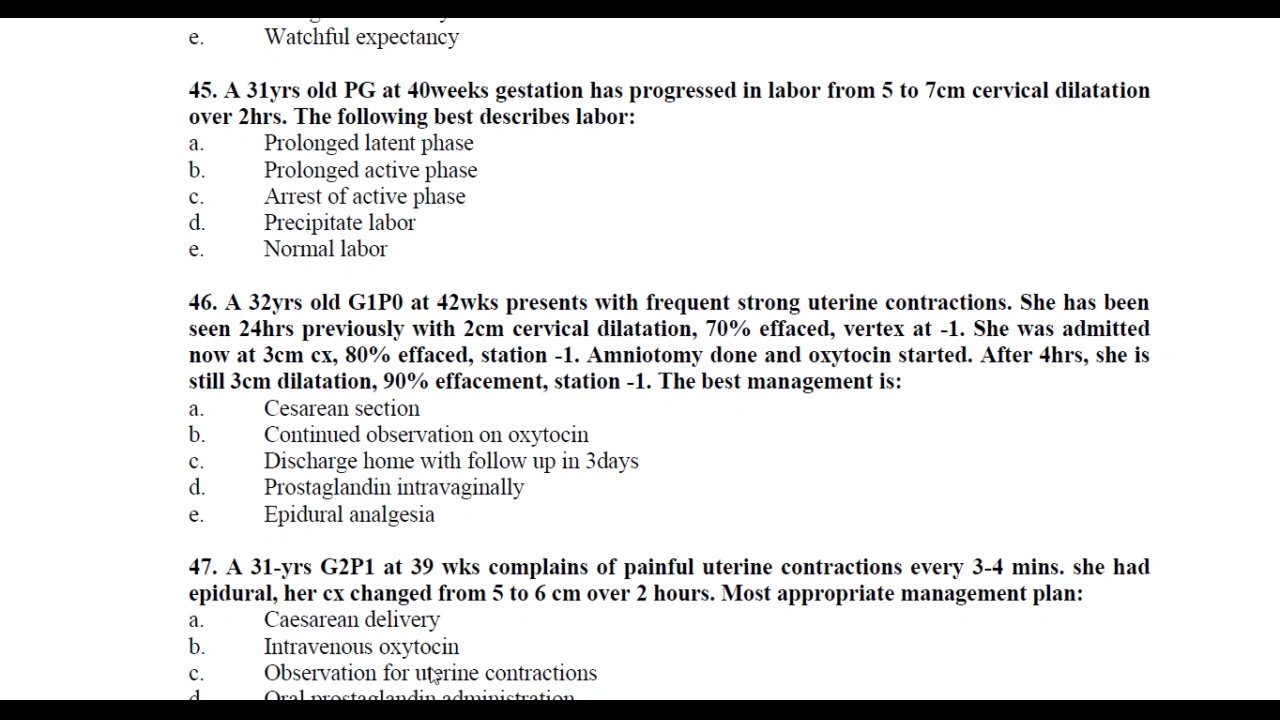 e. Watchful expectancy
45. A 31yrs old PG at 40weeks gestation has progressed in labor from 5 to 7cm cervical dilatation
over 2hrs. The following best describes labor:
a. Prolonged latent phase
b. Prolonged active phase
c. Arrest of active phase
d. Precipitate labor
e. Normal labor
46. A 32yrs old G1P0 at 42wks presents with frequent strong uterine contractions. She has been
seen 24hrs previously with 2cm cervical dilatation, 70% effaced, vertex at -1. She was admitted
now at 3cm cx, 80% effaced, station -1. Amniotomy done and oxytocin started. After 4hrs, she is
still 3cm dilatation, 90% effacement, station -1. The best management is:
a. Cesarean section
b. Continued observation on oxytocin
c. Discharge home with follow up in 3days
d. Prostaglandin intravaginally
e. Epidural analgesia
47. A 31-yrs G2P1 at 39 wks complains of painful uterine contractions every 3-4 mins. she had
epidural, her cx changed from 5 to 6 cm over 2 hours. Most appropriate management plan:
a. Caesarean delivery
b. Intravenous oxytocin
c. Observation for uterine contractions
d. Oral prostaglandin administration